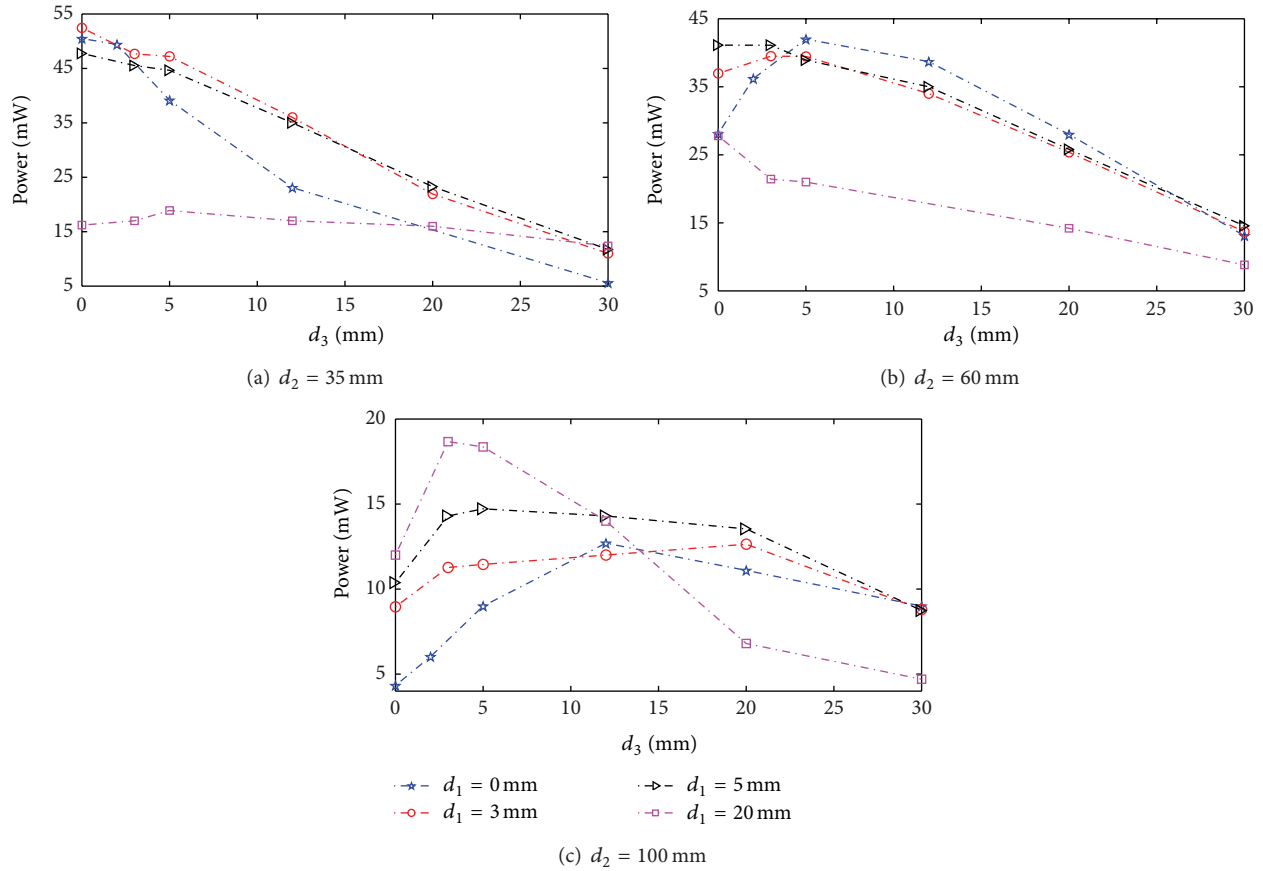 55
45
35
25
15
5
Power (mW)
0 5 10 15 20 25 30
d3 (mm)
(a) d2 = 35 mm
45
35
25
15
5
Power (mW)
0 5 10 15 20 25 30
d3 (mm)
(b) d2 = 60 mm
20
15
10
5
Power (mW)
0 5 10 15 20 25 30
d3 (mm)
d1 = 0 mm
d1 = 3 mm
d1 = 5 mm
d1 = 20 mm
(c) d2 = 100 mm